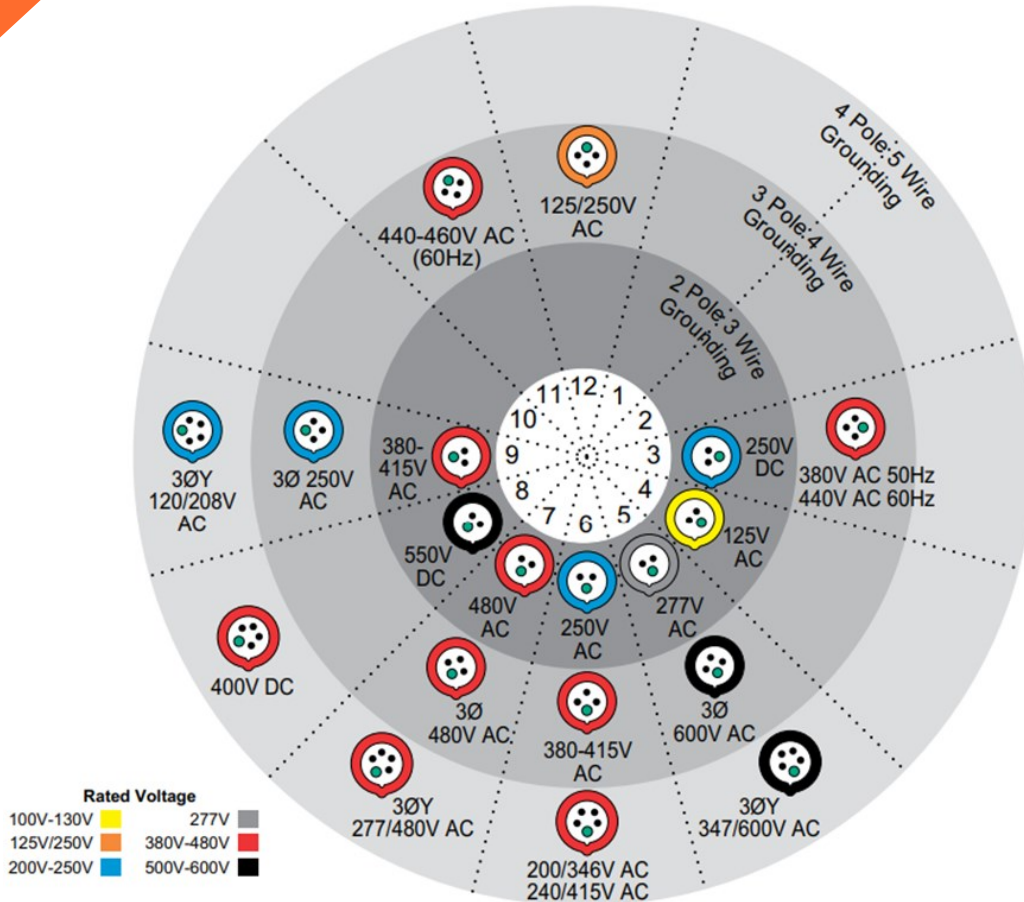 4 Pole:5 Wire
Grounding
3 Pole:4 Wire
Grounding
2 Pole:3 Wire
Grounding
125/250V
AC
440-460V AC
(60Hz)
12
1
2
3
4
5
6
7
8
9
10
11
3ØY
120/208V
AC
3Ø 250V
AC
380-
415V
AC
250V
DC
380V AC 50Hz
440V AC 60Hz
550V
DC
125V
AC
480V
AC
250V
AC
277V
AC
400V DC
3Ø
480V AC
380-415V
AC
3Ø
600V AC
3ØY
277/480V AC
200/346V AC
240/415V AC
3ØY
347/600V AC
Rated Voltage
100V-130V
277V
125V/250V
380V-480V
200V-250V
500V-600V